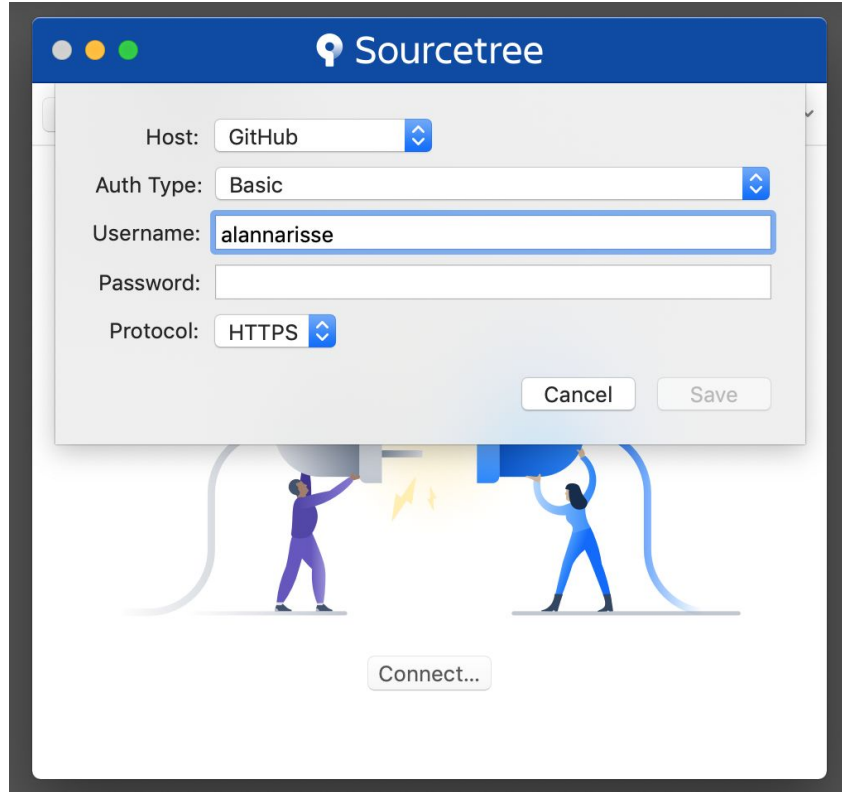 Sourcetree
Host: GitHub
Auth Type: Basic
Username: alannarisse
Password:
Protocol: HTTPS
Cancel Save
Connect...